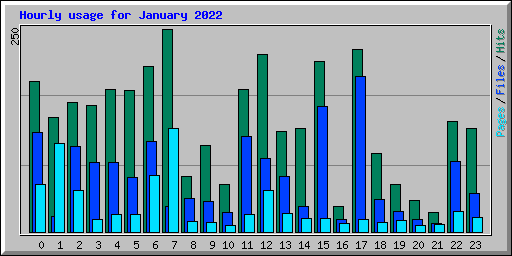 Hourly usage for January 2022
250
Pages/Files/Hits
0 1 2 3 4 5 6 7 8 9 10 11 12 13 14 15 16 17 18 19 20 21 22 23